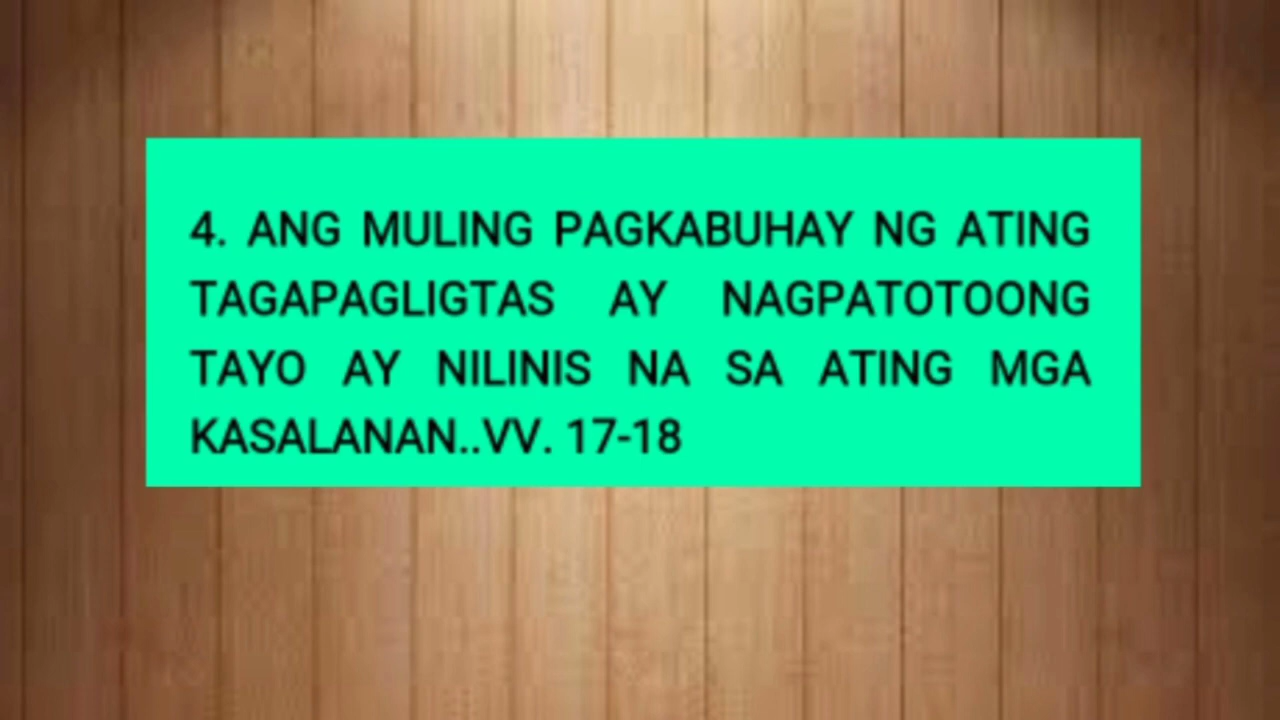 4. ANG MULING PAGKABUHAY NG ATING
TAGAPAGLIGTAS AY NAGPATOTOONG
TAYO AY NILINIS NA SA ATING MGA
KASALANAN..VV. 17-18